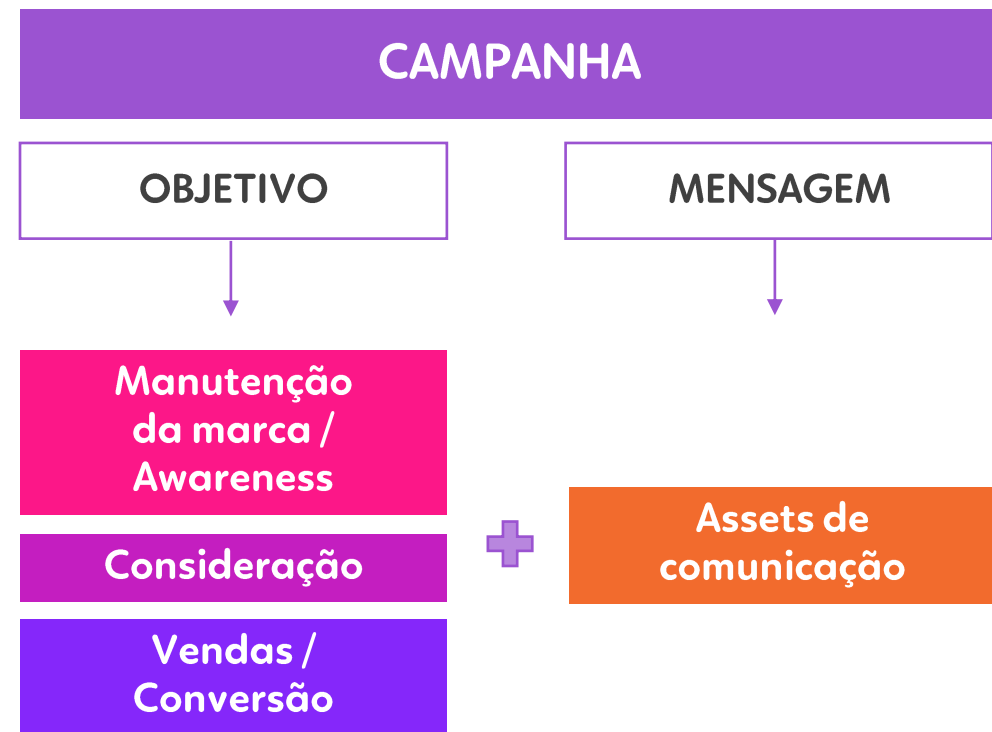 CAMPANHA
OBJETIVO
MENSAGEM
Manutenção
da marca /
Awareness
Consideração
Vendas /
Conversão
Assets de
comunicação